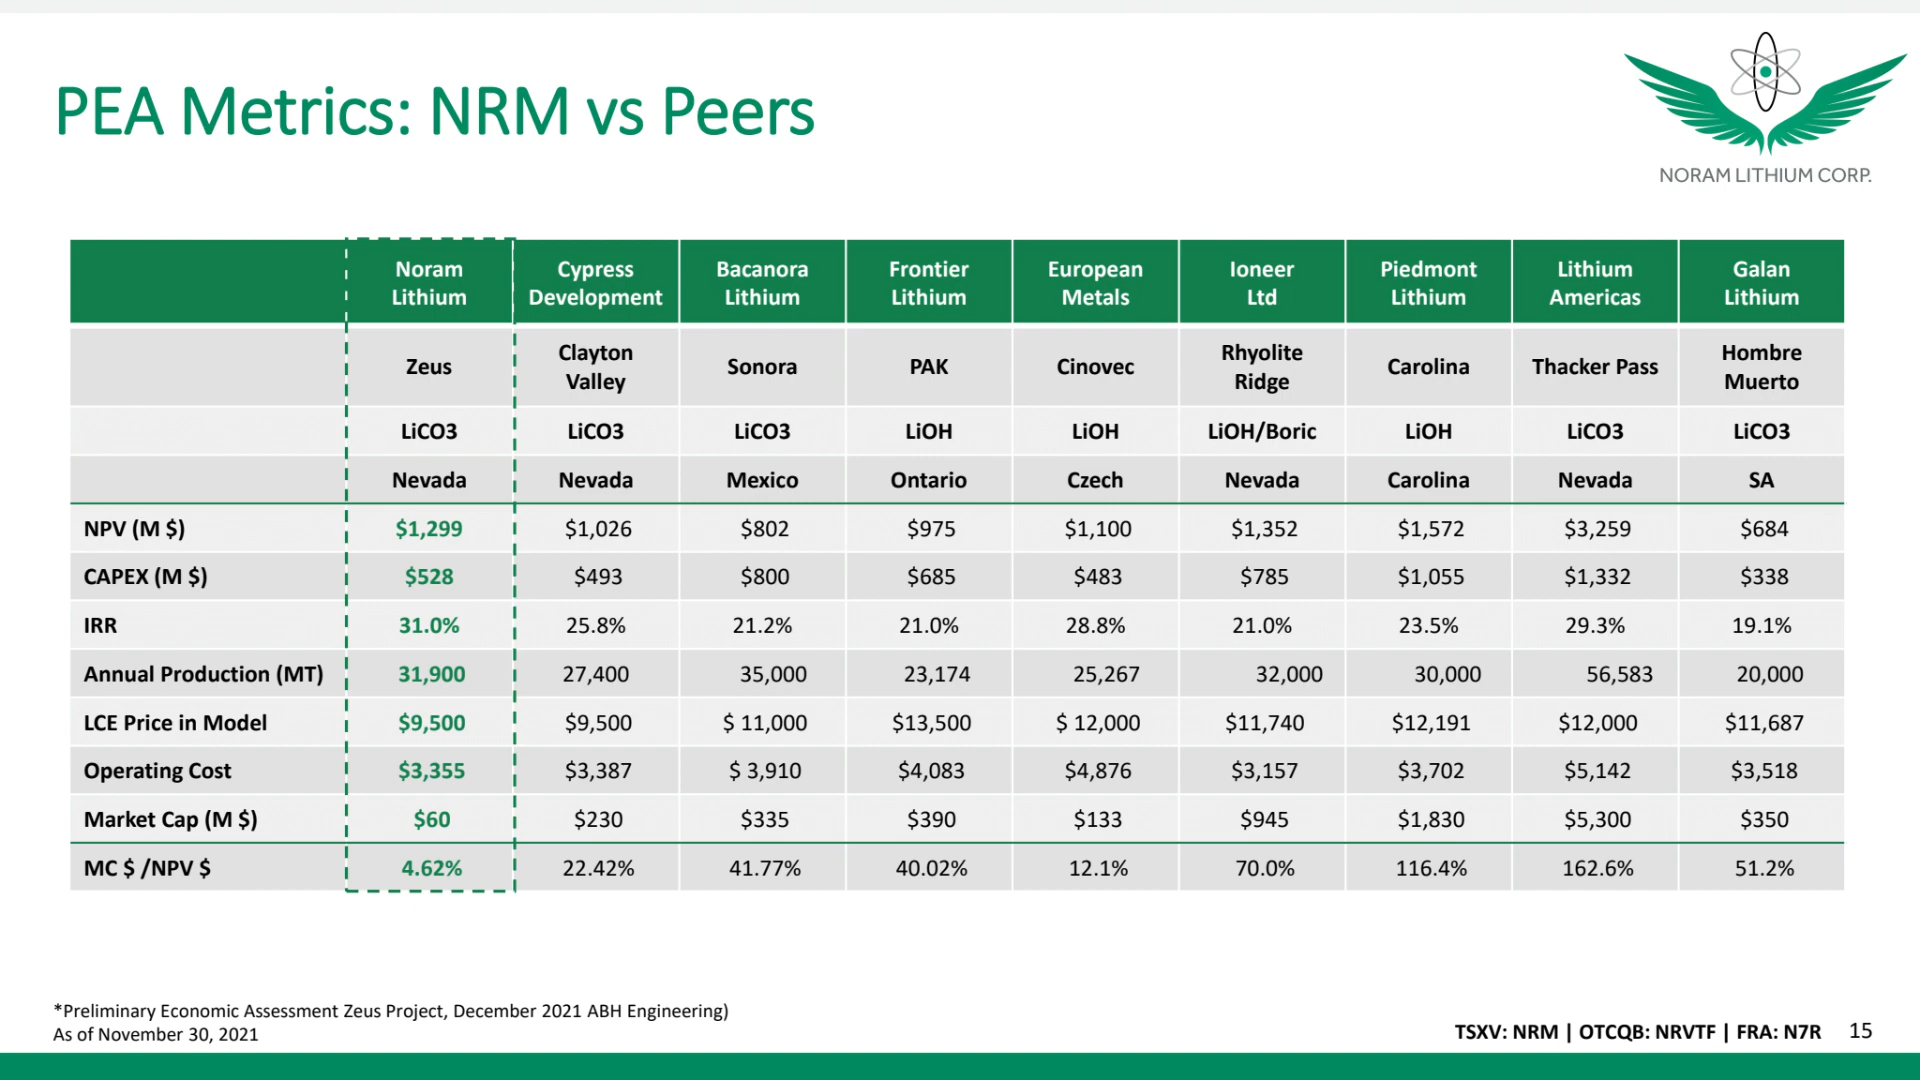 PEA Metrics: NRM vs Peers
NORAM LITHIUM CORP.
Noram Lithium Cypress Development Bacanora Lithium Frontier Lithium European Metals Ioneer Ltd Piedmont Lithium Lithium Americas Galan Lithium
Zeus Clayton Valley Sonora PAK Cinovec Rhyolite Ridge Carolina Thacker Pass Hombre Muerto
LiCO3 LiCO3 LiCO3 LiOH LiOH LiOH/Boric LiOH LiCO3 LiCO3
Nevada Nevada Mexico Ontario Czech Nevada Carolina Nevada SA
NPV (M $) $1,299 $1,026 $802 $975 $1,100 $1,352 $1,572 $3,259 $684
CAPEX (M $) $528 $493 $800 $685 $483 $785 $1,055 $1,332 $338
IRR 31.0% 25.8% 21.2% 21.0% 28.8% 21.0% 23.5% 29.3% 19.1%
Annual Production (MT) 31,900 27,400 35,000 23,174 25,267 32,000 30,000 56,583 20,000
LCE Price in Model $9,500 $9,500 $ 11,000 $13,500 $ 12,000 $11,740 $12,191 $12,000 $11,687
Operating Cost $3,355 $3,387 $ 3,910 $4,083 $4,876 $3,157 $3,702 $5,142 $3,518
Market Cap (M $) $60 $230 $335 $390 $133 $945 $1,830 $5,300 $350
MC $ /NPV $ 4.62% 22.42% 41.77% 40.02% 12.1% 70.0% 116.4% 162.6% 51.2%
*Preliminary Economic Assessment Zeus Project, December 2021 ABH Engineering)
As of November 30, 2021
TSXV: NRM | OTCQB: NRVTF | FRA: N7R 15